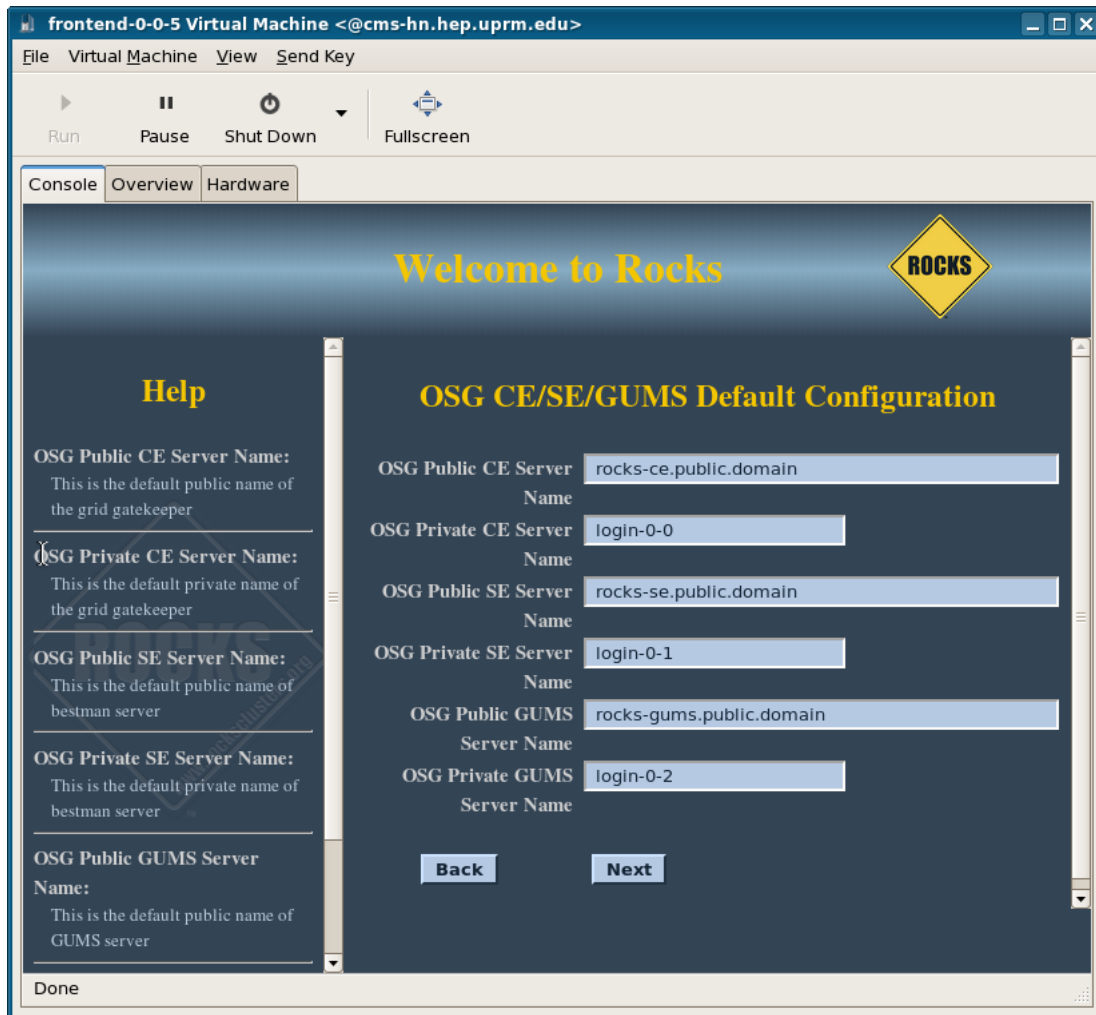 frontend-0-0-5 Virtual Machine <@cms-hn.hep.uprm.edu>
File Virtual Machine View Send Key
Run Pause Shut Down Fullscreen
Console Overview Hardware
Welcome to Rocks
ROCKS
Help
OSG Public CE Server Name:
This is the default public name of
the grid gatekeeper
OSG Private CE Server Name:
This is the default private name of
the grid gatekeeper
OSG Public SE Server Name:
This is the default public name of
bestman server
OSG Private SE Server Name:
This is the default private name of
bestman server
OSG Public GUMS Server
Name:
This is the default public name of
GUMS server
ROCKS
www.rocksclusters.org
OSG CE/SE/GUMS Default Configuration
OSG Public CE Server rocks-ce.public.domain
Name
OSG Private CE Server login-0-0
Name
OSG Public SE Server rocks-se.public.domain
Name
OSG Private SE Server login-0-1
Name
OSG Public GUMS rocks-gums.public.domain
Server Name
OSG Private GUMS login-0-2
Server Name
Back Next
Done